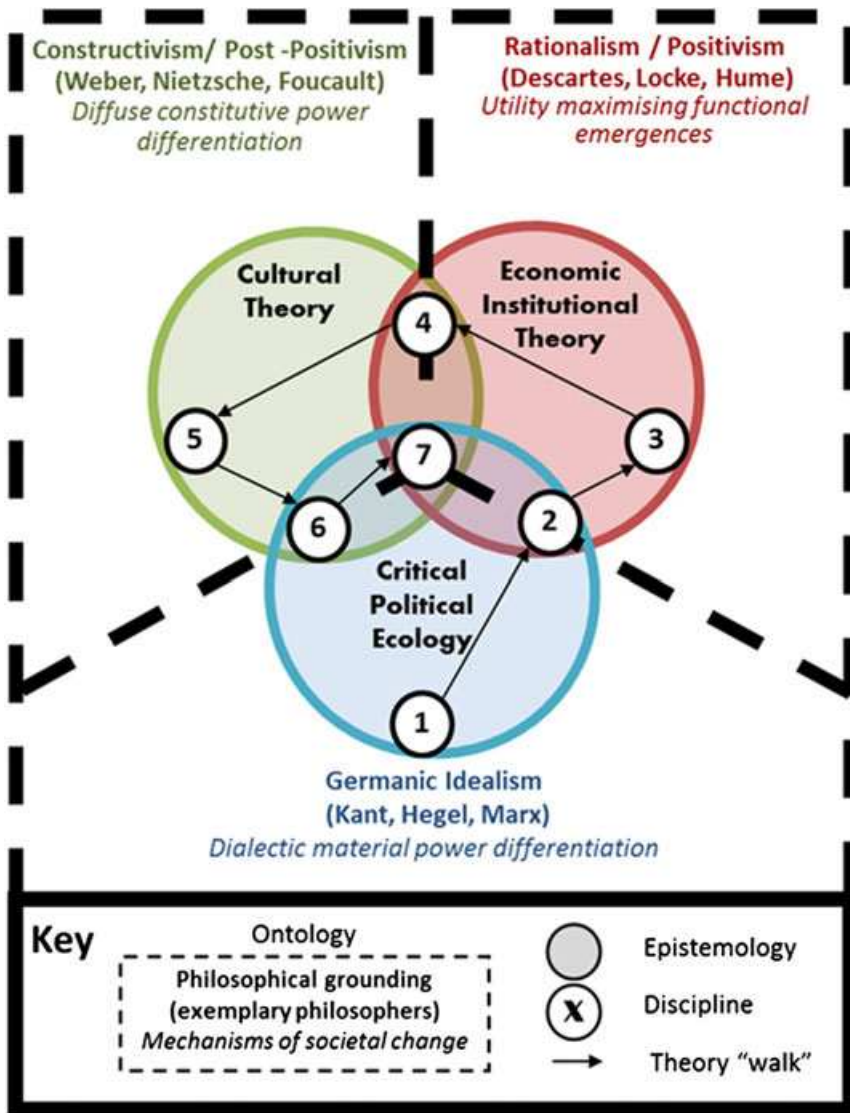 Constructivism/ Post -Positivism
(Weber, Nietzsche, Foucault)
Diffuse constitutive power
differentiation
Rationalism / Positivism
(Descartes, Locke, Hume)
Utility maximising functional
emergences
Cultural
Theory
Economic
Institutional
Theory
4
5
3
7
6
2
Critical
Political
Ecology
1
Germanic Idealism
(Kant, Hegel, Marx)
Dialectic material power differentiation
Key
Ontology
Philosophical grounding
(exemplary philosophers)
Mechanisms of societal change
Epistemology
X
Discipline
Theory "walk"